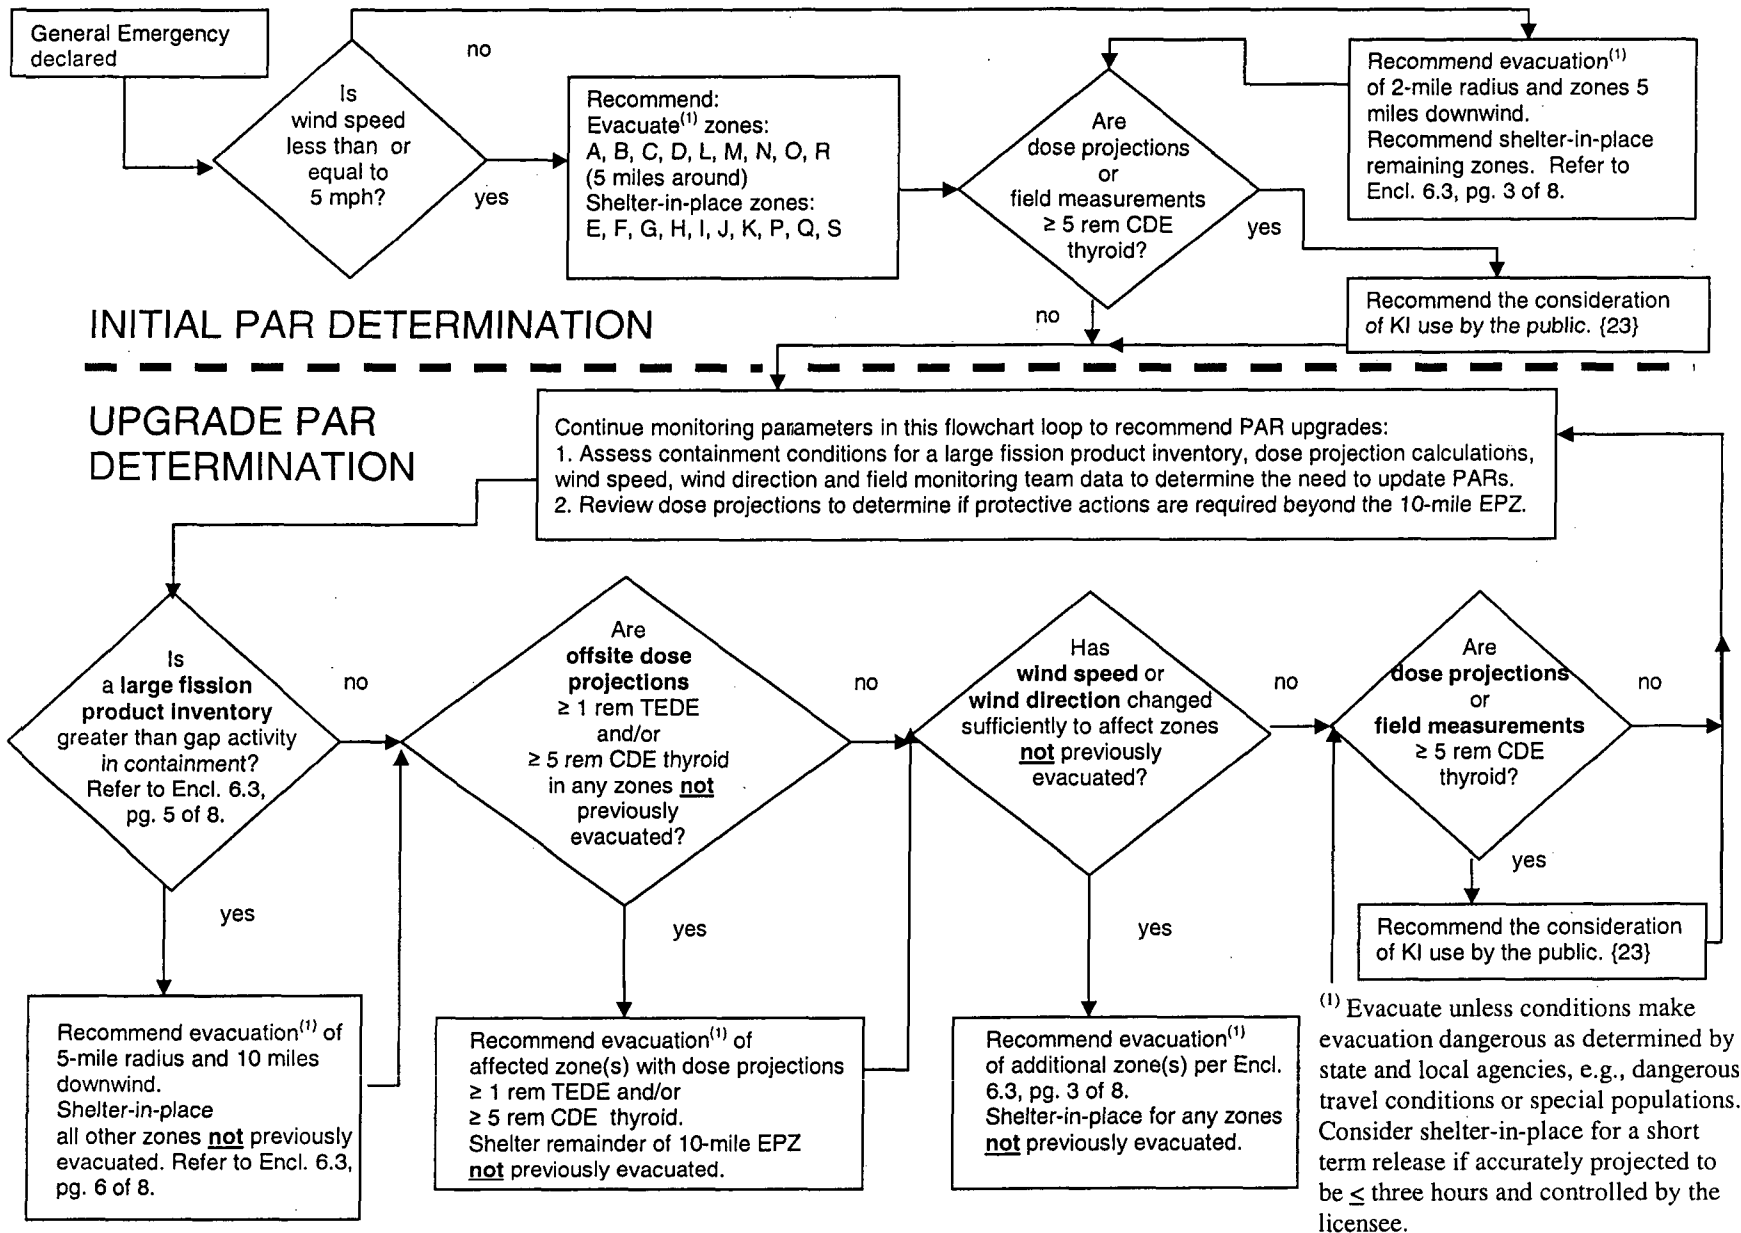 General Emergency
declared
no
Is
wind speed
less than or
equal to
5 mph?
yes
Recommend:
Evacuate(1) zones:
A, B, C, D, L, M, N, O, R
(5 miles around)
Shelter-in-place zones:
E, F, G, H, I, J, K, P, Q, S
Are
dose projections
or
field measurements
≥ 5 rem CDE
thyroid?
yes
no
Recommend evacuation(1)
of 2-mile radius and zones 5
miles downwind.
Recommend shelter-in-place
remaining zones. Refer to
Encl. 6.3, pg. 3 of 8.
Recommend the consideration
of KI use by the public. {23}
INITIAL PAR DETERMINATION
UPGRADE PAR
DETERMINATION
Continue monitoring parameters in this flowchart loop to recommend PAR upgrades:
1. Assess containment conditions for a large fission product inventory, dose projection calculations,
wind speed, wind direction and field monitoring team data to determine the need to update PARs.
2. Review dose projections to determine if protective actions are required beyond the 10-mile EPZ.
Is
a large fission
product inventory
greater than gap activity
in containment?
Refer to Encl. 6.3,
pg. 5 of 8.
no
yes
Recommend evacuation(1) of
5-mile radius and 10 miles
downwind.
Shelter-in-place
all other zones not previously
evacuated. Refer to Encl. 6.3,
pg. 6 of 8.
Are
offsite dose
projections
≥ 1 rem TEDE
and/or
≥ 5 rem CDE thyroid
in any zones not
previously
evacuated?
no
yes
Recommend evacuation(1) of
affected zone(s) with dose projections
≥ 1 rem TEDE and/or
≥ 5 rem CDE thyroid.
Shelter remainder of 10-mile EPZ
not previously evacuated.
Has
wind speed or
wind direction changed
sufficiently to affect zones
not previously
evacuated?
no
yes
Recommend evacuation(1)
of additional zone(s) per Encl.
6.3, pg. 3 of 8.
Shelter-in-place for any zones
not previously evacuated.
Are
dose projections
or
field measurements
≥ 5 rem CDE
thyroid?
no
yes
Recommend the consideration
of KI use by the public. {23}
(1) Evacuate unless conditions make
evacuation dangerous as determined by
state and local agencies, e.g., dangerous
travel conditions or special populations.
Consider shelter-in-place for a short
term release if accurately projected to
be ≤ three hours and controlled by the
licensee.